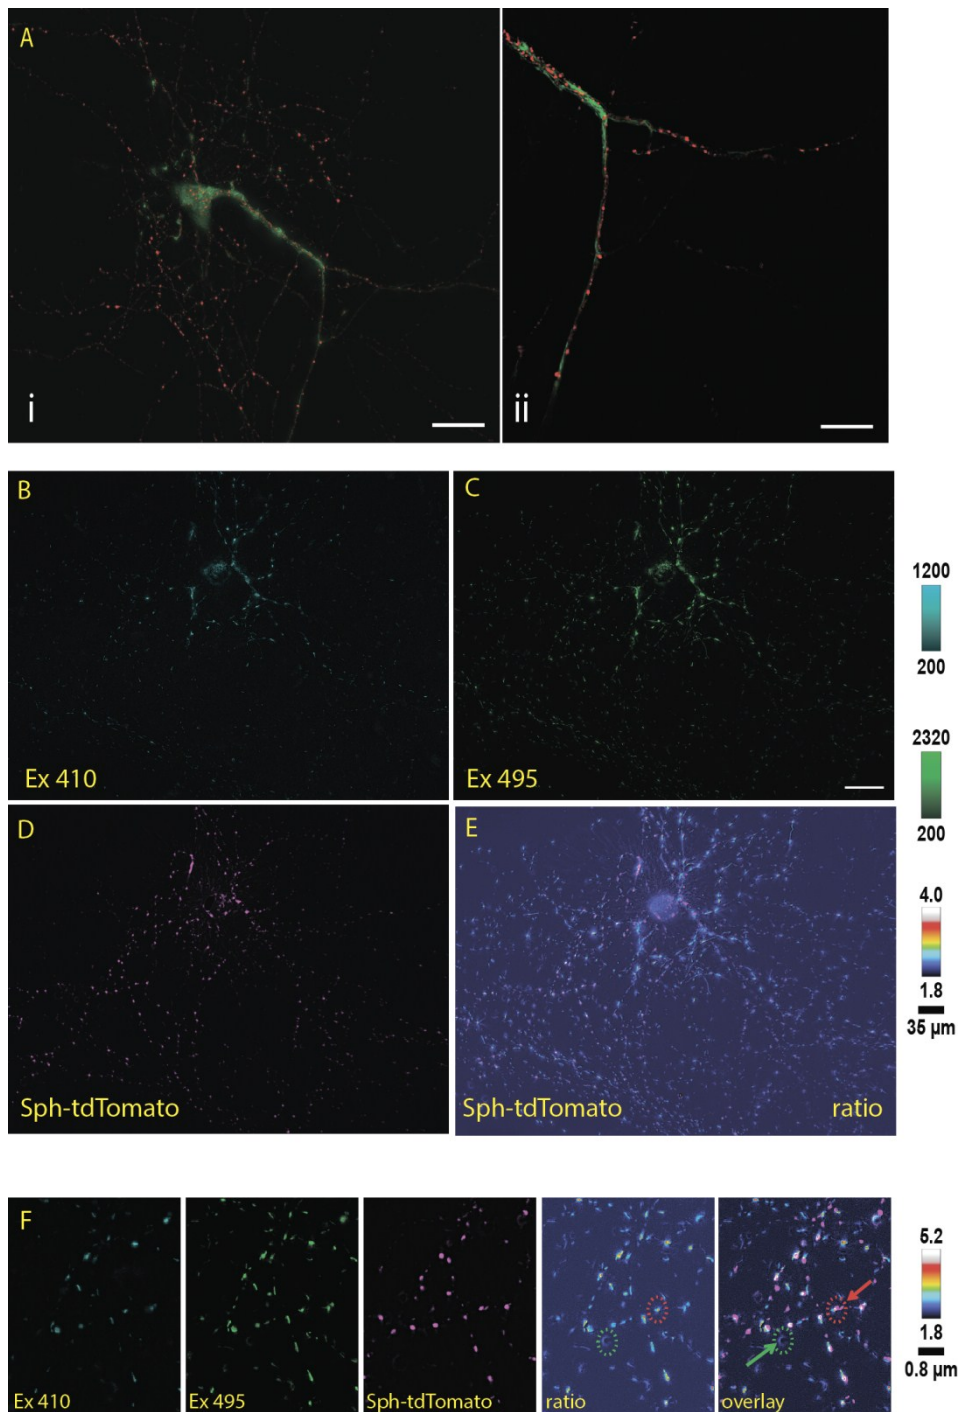 A
i
ii
B
C
Ex 410
Ex 495
1200
200
2320
200
D
E
4.0
1.8
35 µm
Sph-tdTomato
Sph-tdTomato
ratio
F
Ex 410
Ex 495
Sph-tdTomato
ratio
overlay
5.2
1.8
0.8 µm